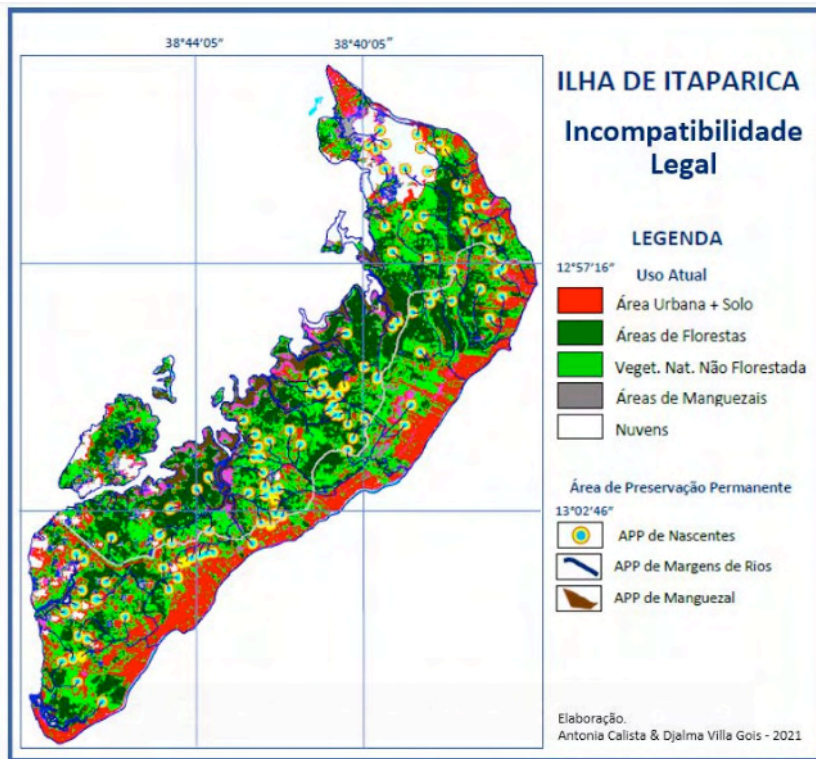 38°44'05"
38°40'05"
ILHA DE ITAPARICA
Incompatibilidade
Legal
LEGENDA
12°57'16"
Uso Atual
Área Urbana + Solo
Áreas de Florestas
Veget. Nat. Não Florestada
Áreas de Manguezais
Nuvens
Área de Preservação Permanente
13°02'46"
APP de Nascentes
APP de Margens de Rios
APP de Manguezal
Elaboração.
Antonia Calista & Djalma Villa Gois - 2021